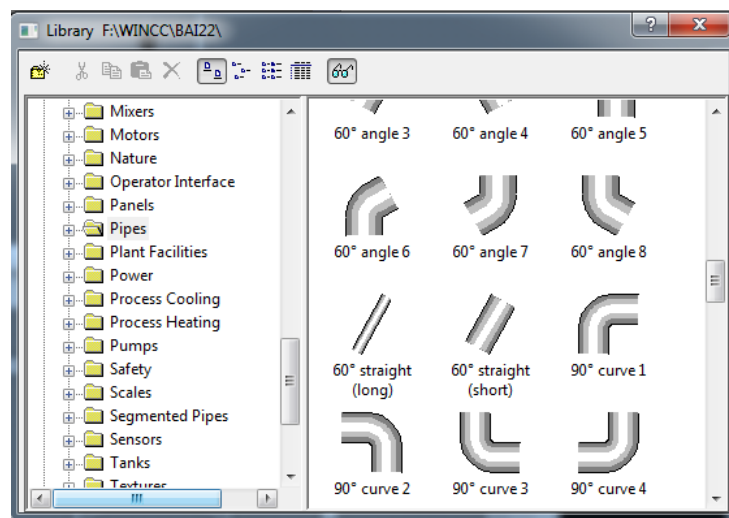 Library F:\WINCC\BAI22\
Mixers
Motors
Nature
Operator Interface
Panels
Pipes
Plant Facilities
Power
Process Cooling
Process Heating
Pumps
Safety
Scales
Segmented Pipes
Sensors
Tanks
Textures
60° angle 3
60° angle 4
60° angle 5
60° angle 6
60° angle 7
60° angle 8
60° straight
(long)
60° straight
(short)
90° curve 1
90° curve 2
90° curve 3
90° curve 4